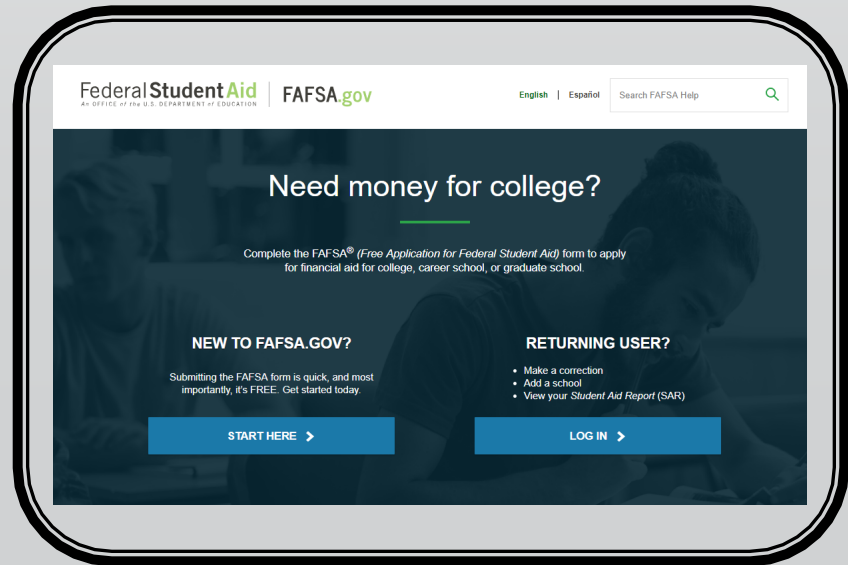 Federal Student Aid
An OFFICE of the U.S. DEPARTMENT of EDUCATION
FAFSA.gov
English | Español
Search FAFSA Help
Need money for college?
Complete the FAFSA® (Free Application for Federal Student Aid) form to apply
for financial aid for college, career school, or graduate school.
NEW TO FAFSA.GOV?
Submitting the FAFSA form is quick, and most
importantly, it's FREE. Get started today.
START HERE
RETURNING USER?
• Make a correction
• Add a school
• View your Student Aid Report (SAR)
LOG IN